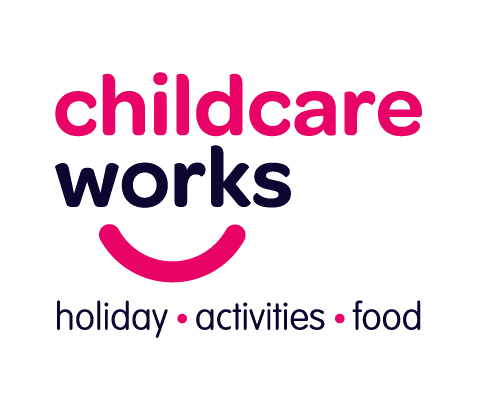 childcare
works
holiday • activities • food